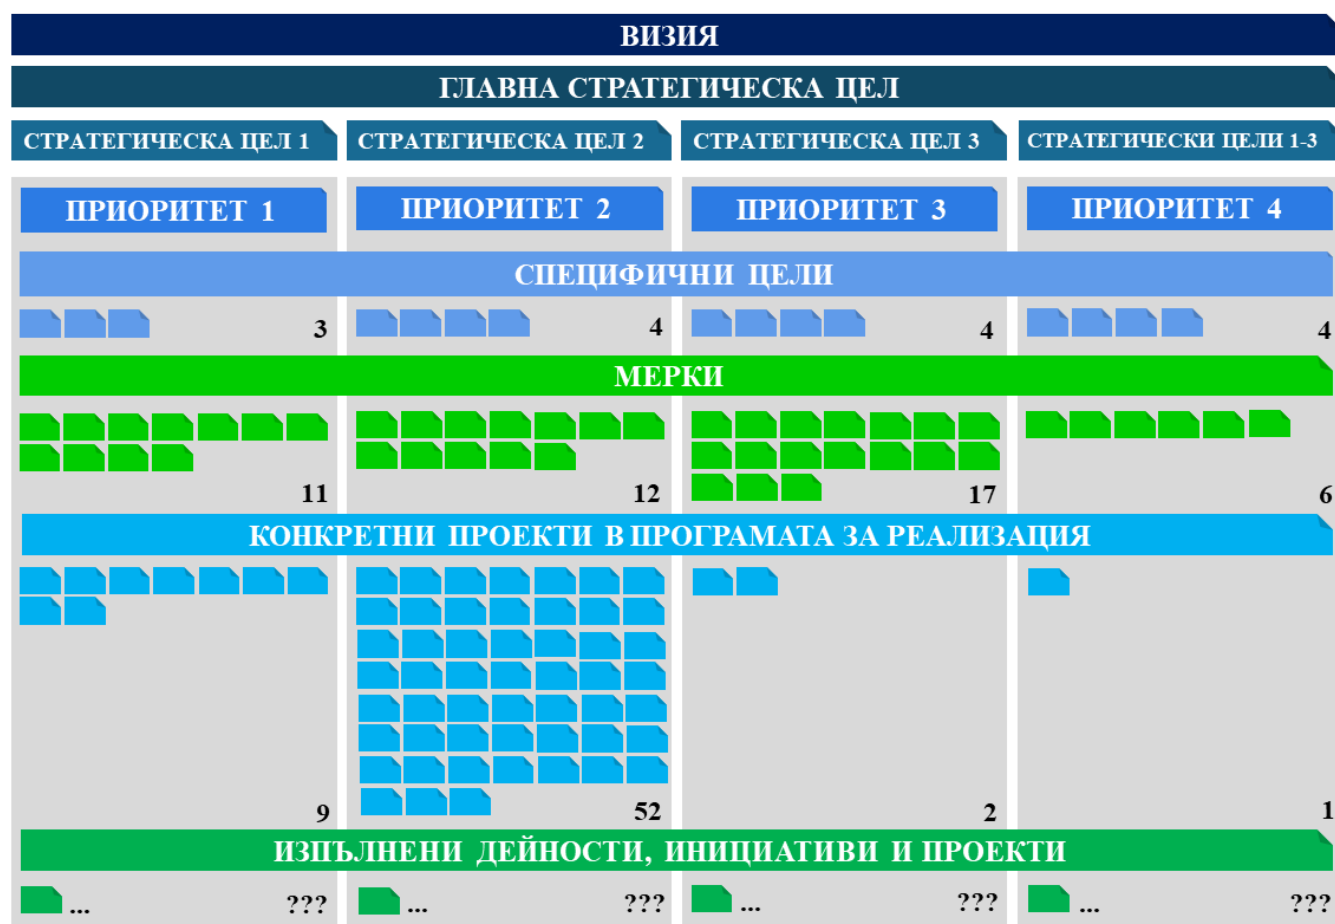 ВИЗИЯ
ГЛАВНА СТРАТЕГИЧЕСКА ЦЕЛ
СТРАТЕГИЧЕСКА ЦЕЛ 1
СТРАТЕГИЧЕСКА ЦЕЛ 2
СТРАТЕГИЧЕСКА ЦЕЛ 3
СТРАТЕГИЧЕСКИ ЦЕЛИ 1-3
ПРИОРИТЕТ 1
ПРИОРИТЕТ 2
ПРИОРИТЕТ 3
ПРИОРИТЕТ 4
СПЕЦИФИЧНИ ЦЕЛИ
3
4
4
4
МЕРКИ
11
12
17
6
КОНКРЕТНИ ПРОЕКТИ В ПРОГРАМАТА ЗА РЕАЛИЗАЦИЯ
9
52
2
1
ИЗПЪЛНЕНИ ДЕЙНОСТИ, ИНИЦИАТИВИ И ПРОЕКТИ
... ???
... ???
... ???
... ???